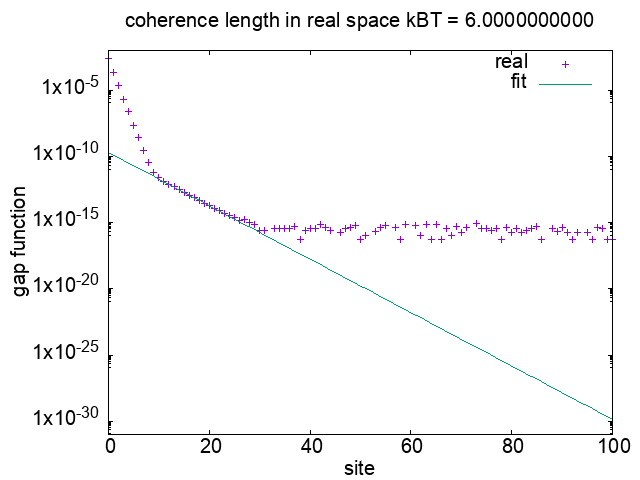 coherence length in real space kBT = 6.0000000000
real
fit
gap function
1x10-5
1x10-10
1x10-15
1x10-20
1x10-25
1x10-30
0 20 40 60 80 100
site